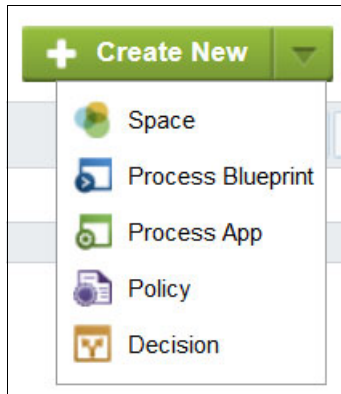 Create New
Space
Process Blueprint
Process App
Policy
Decision